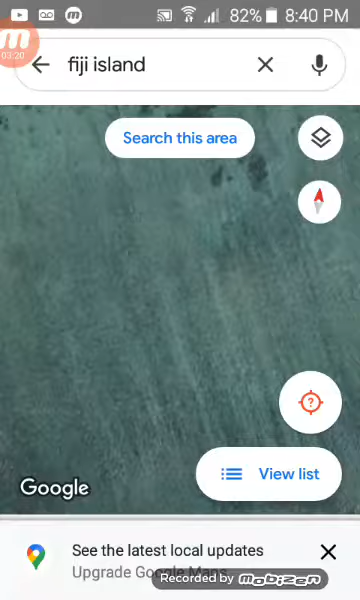 82% 8:40 PM
03:20
fiji island
Search this area
?
View list
Google
See the latest local updates
Upgrade Google Maps
Recorded by mobizen